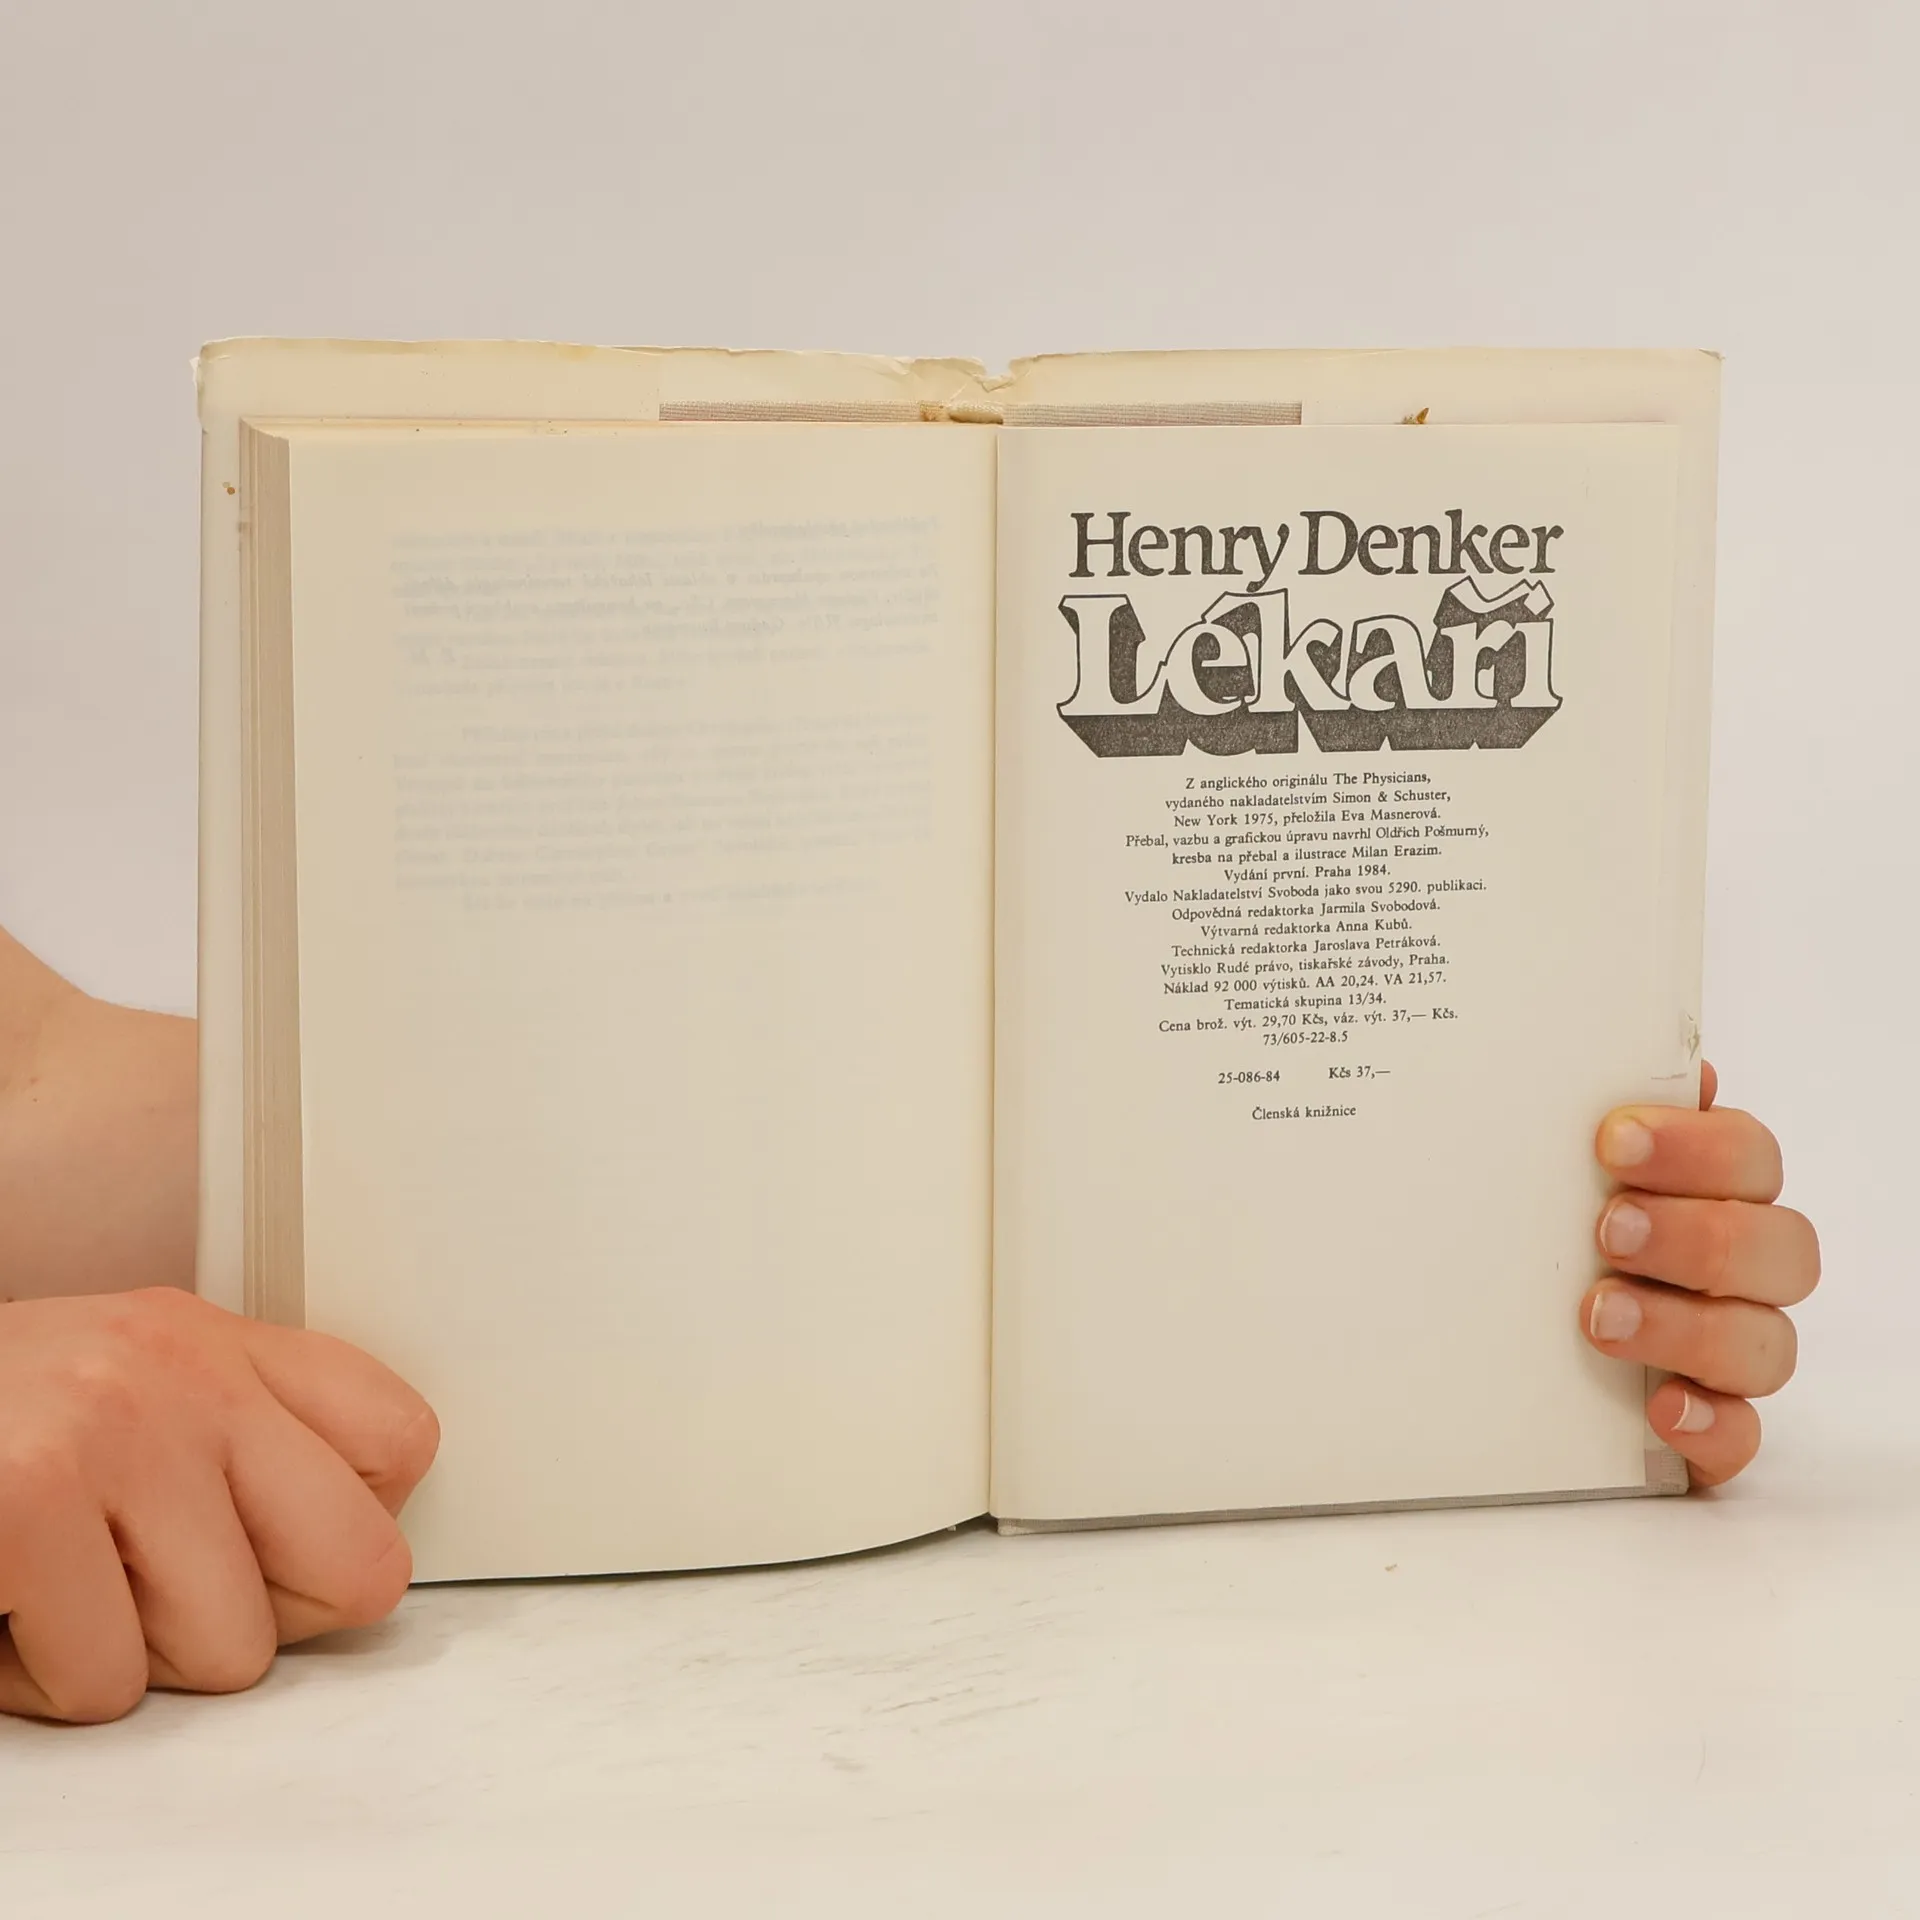 Henry Denker
Lékaři
Z anglického originálu The Physicians,
vydaného nakladatelstvím Simon & Schuster,
New York 1975, přeložila Eva Masnerová.
Přebal, vazbu a grafickou úpravu navrhl Oldřich Pošmurný,
kresba na přebal a ilustrace Milan Erazim.
Vydání první. Praha 1984.
Vydalo Nakladatelství Svoboda jako svou 5290. publikaci.
Odpovědná redaktorka Jarmila Svobodová.
Výtvarná redaktorka Anna Kubů.
Technická redaktorka Jaroslava Petráková.
Vytisklo Rudé právo, tiskařské závody, Praha.
Náklad 92 000 výtisků. AA 20,24. VA 21,57.
Tematická skupina 13/34.
Cena brož. výt. 29,70 Kčs, váz. výt. 37,— Kčs.
73/605-22-8.5
25-086-84 Kčs 37,—
Členská knižnice